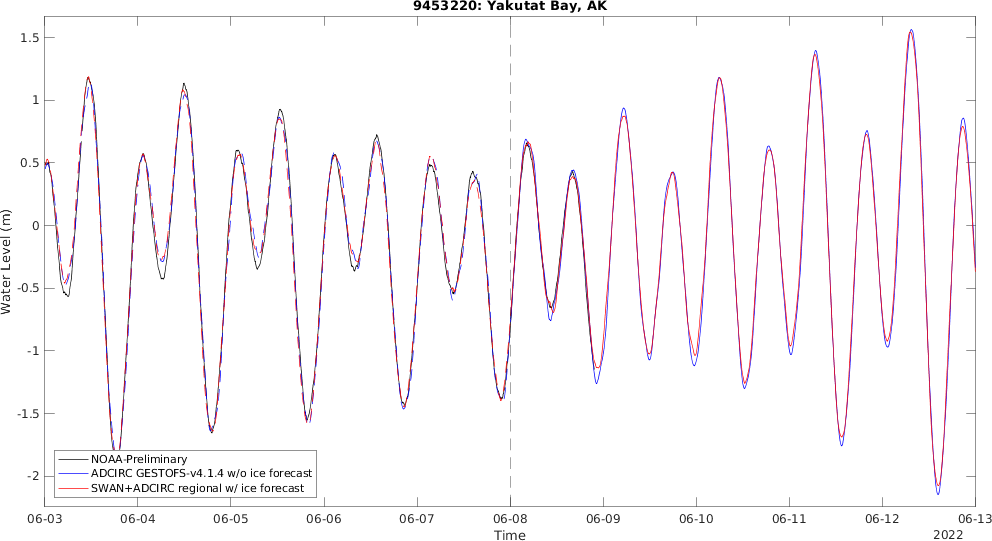 9453220: Yakutat Bay, AK
Water Level (m)
1.5
1
0.5
0
-0.5
-1
-1.5
-2
NOAA-Preliminary
ADCIRC GESTOFS-v4.1.4 w/o ice forecast
SWAN+ADCIRC regional w/ ice forecast
06-03 06-04 06-05 06-06 06-07 06-08 06-09 06-10 06-11 06-12 06-13
Time
2022